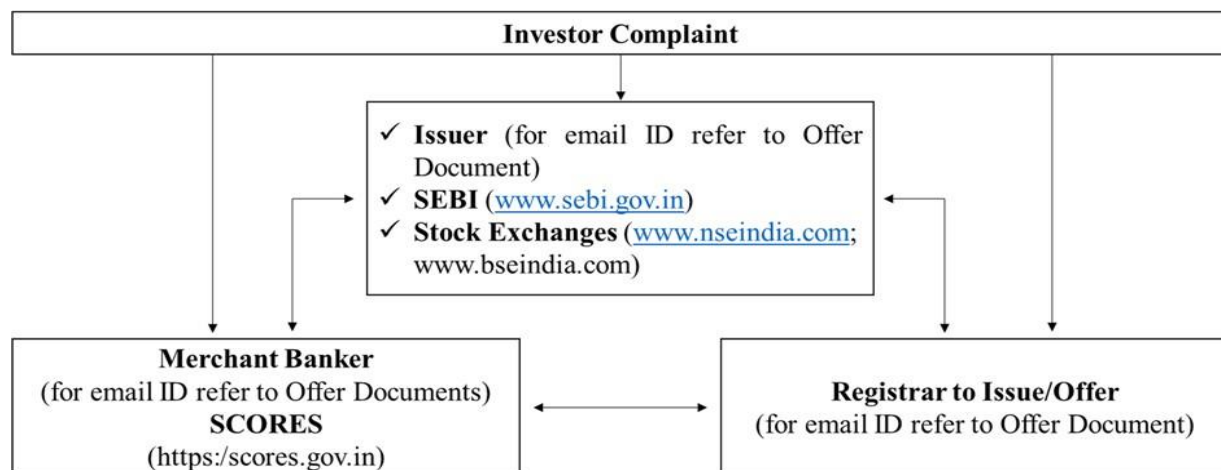 Investor Complaint
✓ Issuer (for email ID refer to Offer
Document)
✓ SEBI (www.sebi.gov.in)
✓ Stock Exchanges (www.nseindia.com;
www.bseindia.com)
Merchant Banker
(for email ID refer to Offer Documents)
SCORES
(https:/scores.gov.in)
Registrar to Issue/Offer
(for email ID refer to Offer Document)